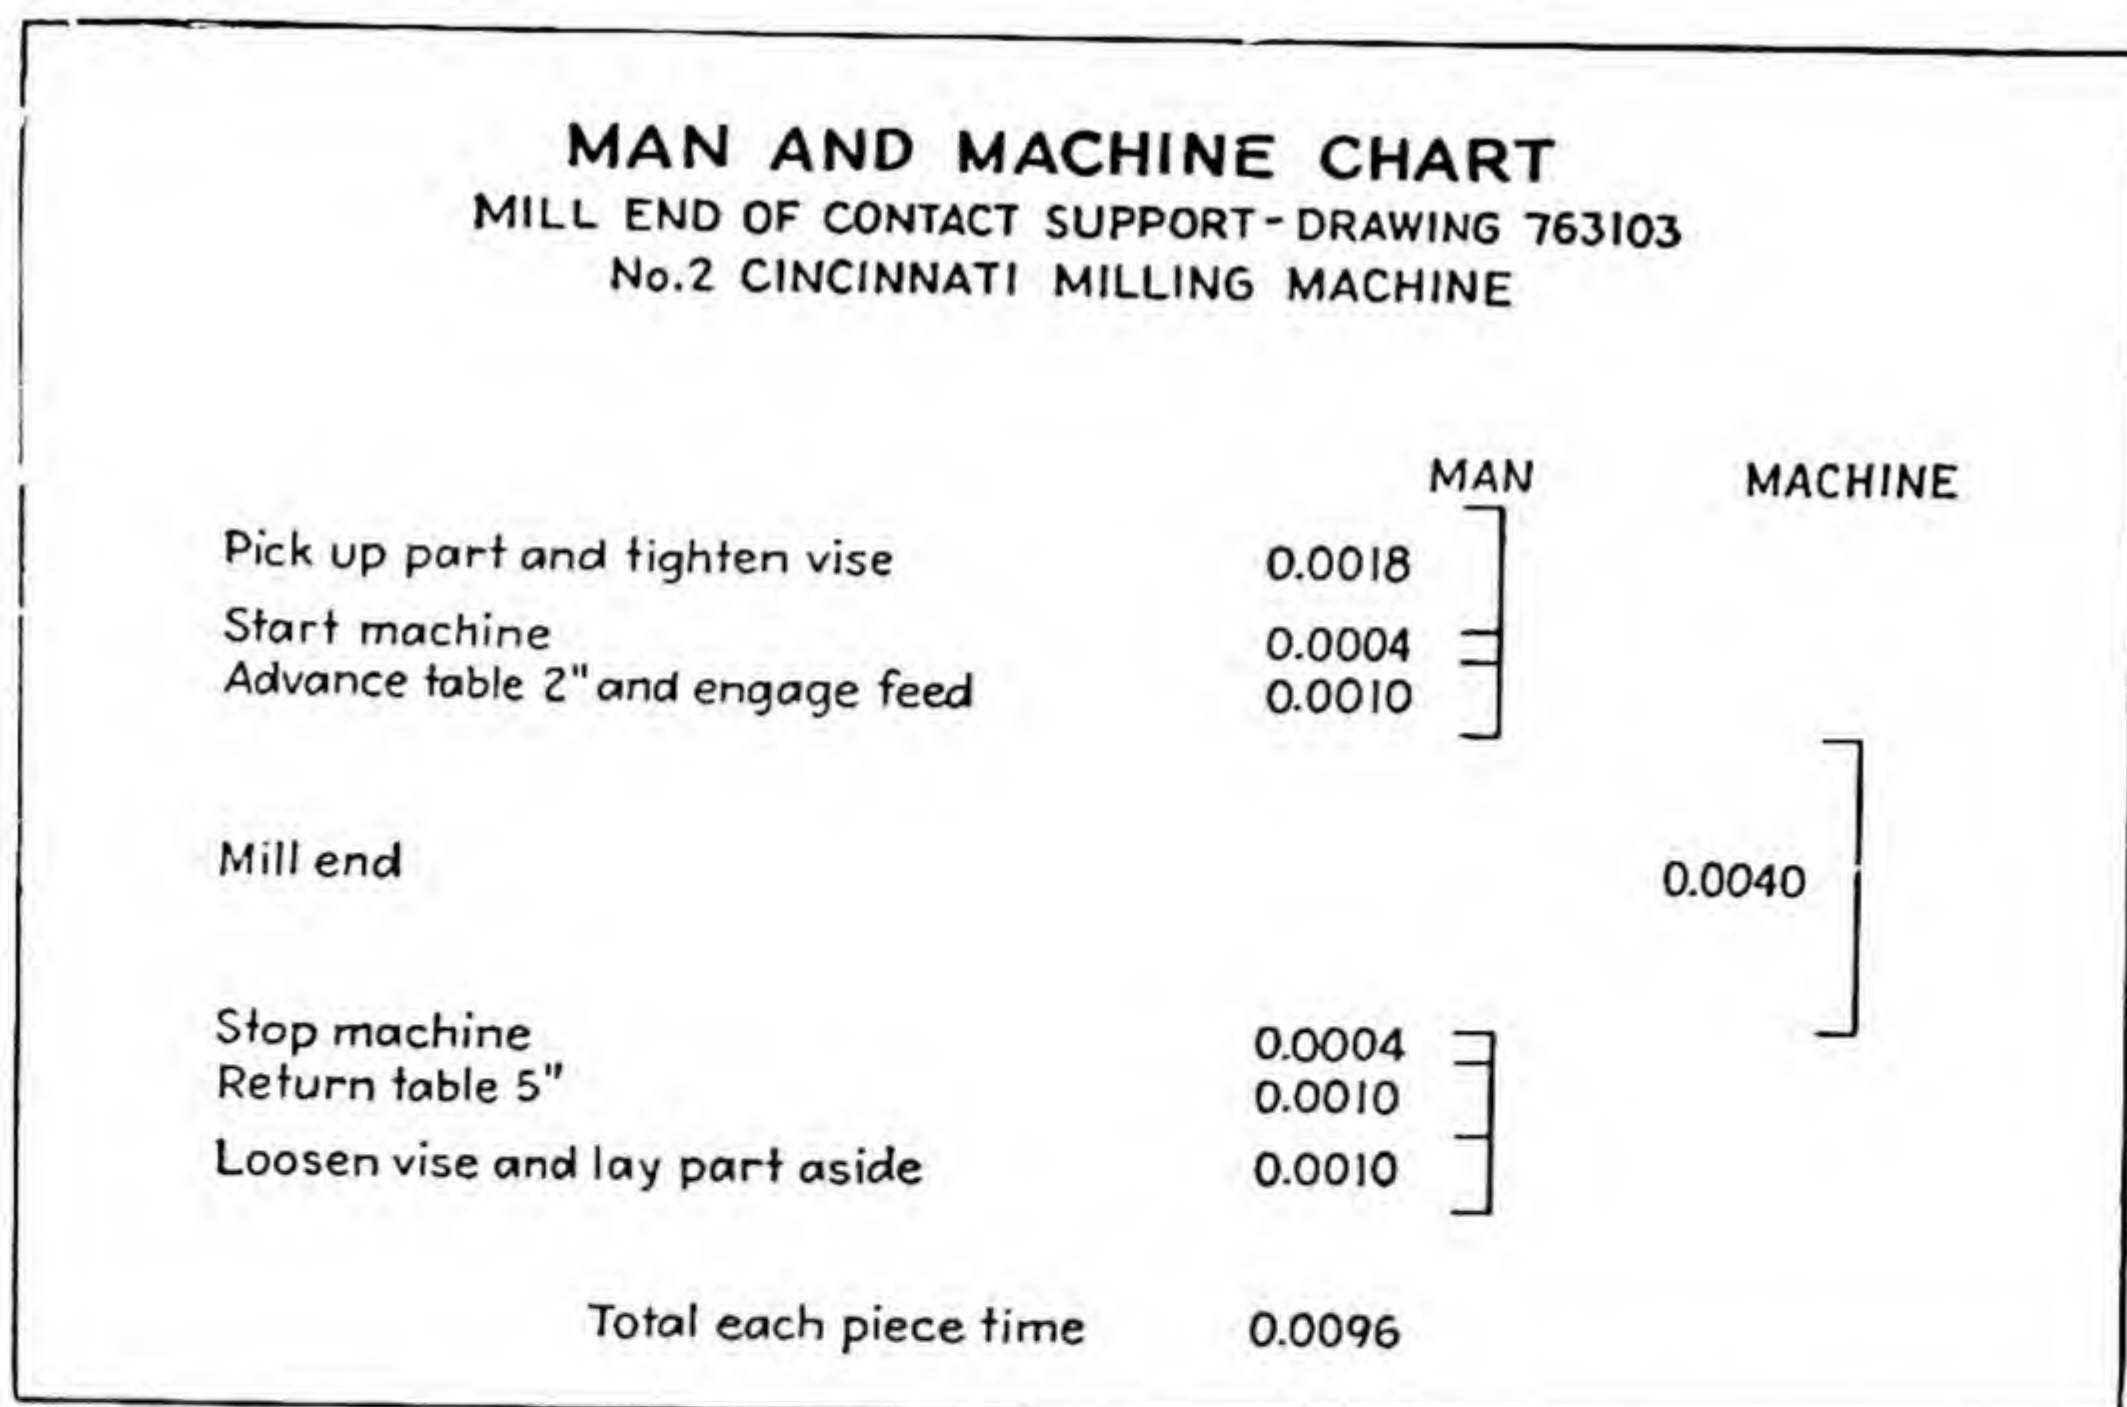 MAN AND MACHINE CHART
MILL END OF CONTACT SUPPORT-DRAWING 763103
No.2 CINCINNATI MILLING MACHINE
MAN MACHINE
Pick up part and tighten vise 0.0018
Start machine 0.0004
Advance table 2" and engage feed 0.0010
Mill end 0.0040
Stop machine 0.0004
Return table 5" 0.0010
Loosen vise and lay part aside 0.0010
Total each piece time 0.0096